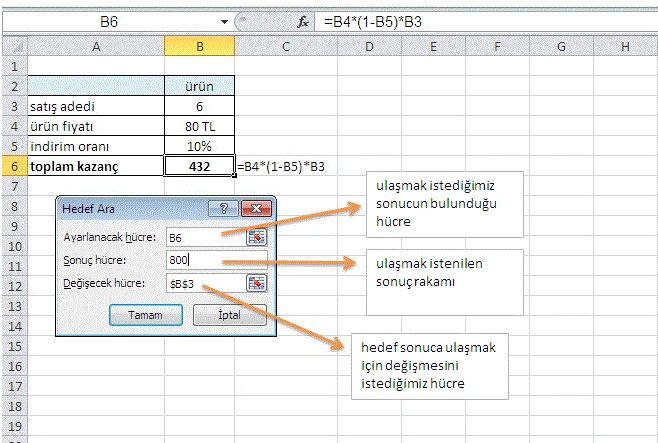 B6 fx =B4*(1-B5)*B3
A B C D E F G H
1
2 ürün
3 satış adedi 6
4 ürün fiyatı 80 TL
5 indirim oranı 10%
6 toplam kazanç 432 =B4*(1-B5)*B3
7
8
9
10
11
12
13
14
15
16
17
18
19
Hedef Ara ?
Ayarlanacak hücre: B6
Sonuç hücre: 800
Değişecek hücre: $B$3
Tamam İptal
ulaşmak istediğimiz
sonucun bulunduğu
hücre
ulaşmak istenilen
sonuç rakamı
hedef sonuca ulaşmak
için değişmesini
istediğimiz hücre